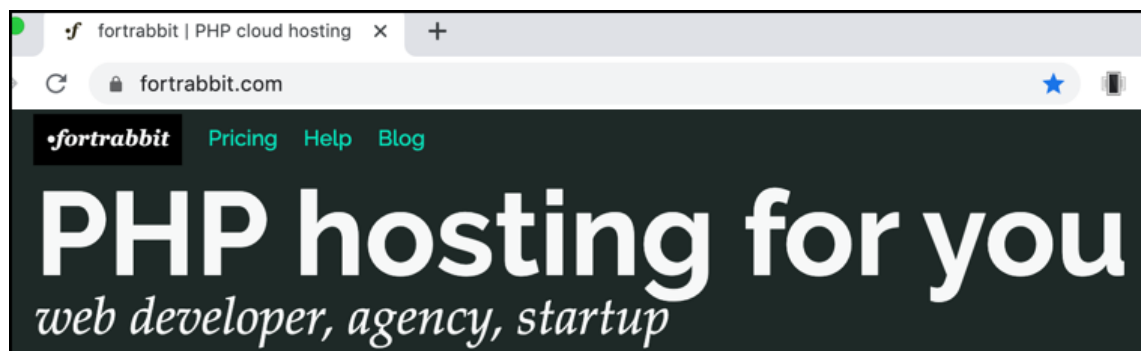 fortrabbit | PHP cloud hosting
fortrabbit.com
•fortrabbit Pricing Help Blog
PHP hosting for you
web developer, agency, startup